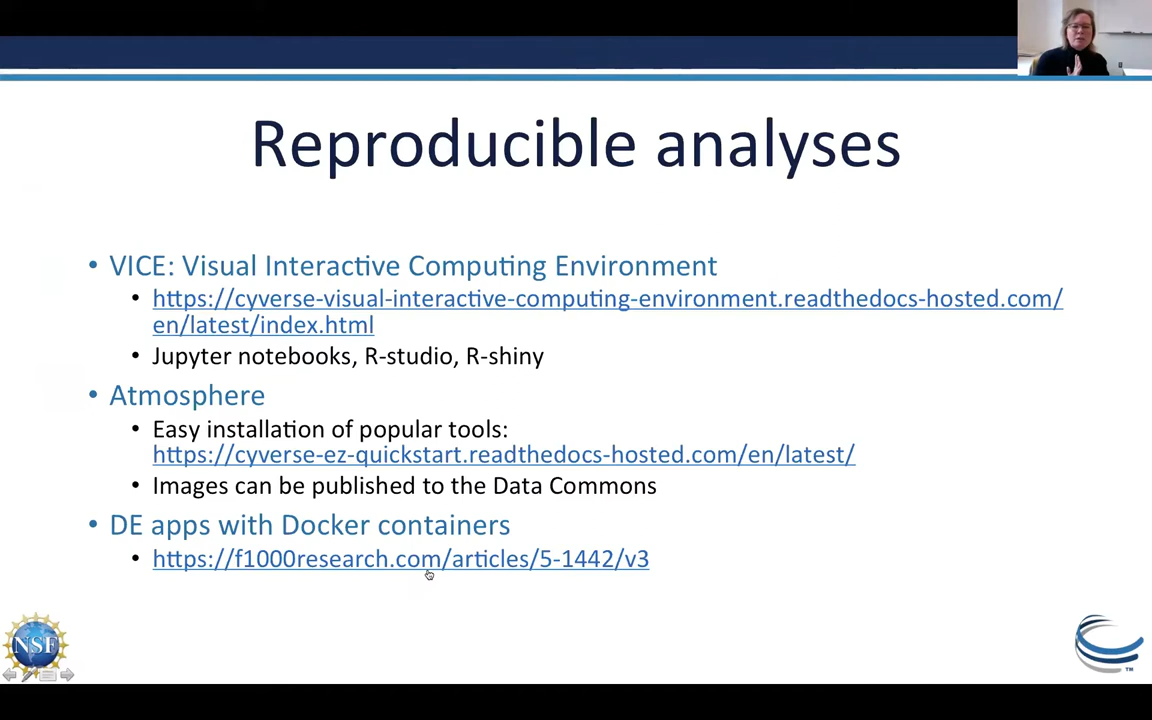 Reproducible analyses
• VICE: Visual Interactive Computing Environment
• https://cyverse-visual-interactive-computing-environment.readthedocs-hosted.com/
en/latest/index.html
• Jupyter notebooks, R-studio, R-shiny
• Atmosphere
• Easy installation of popular tools:
https://cyverse-ez-quickstart.readthedocs-hosted.com/en/latest/
• Images can be published to the Data Commons
• DE apps with Docker containers
• https://f1000research.com/articles/5-1442/v3
NSF
TM